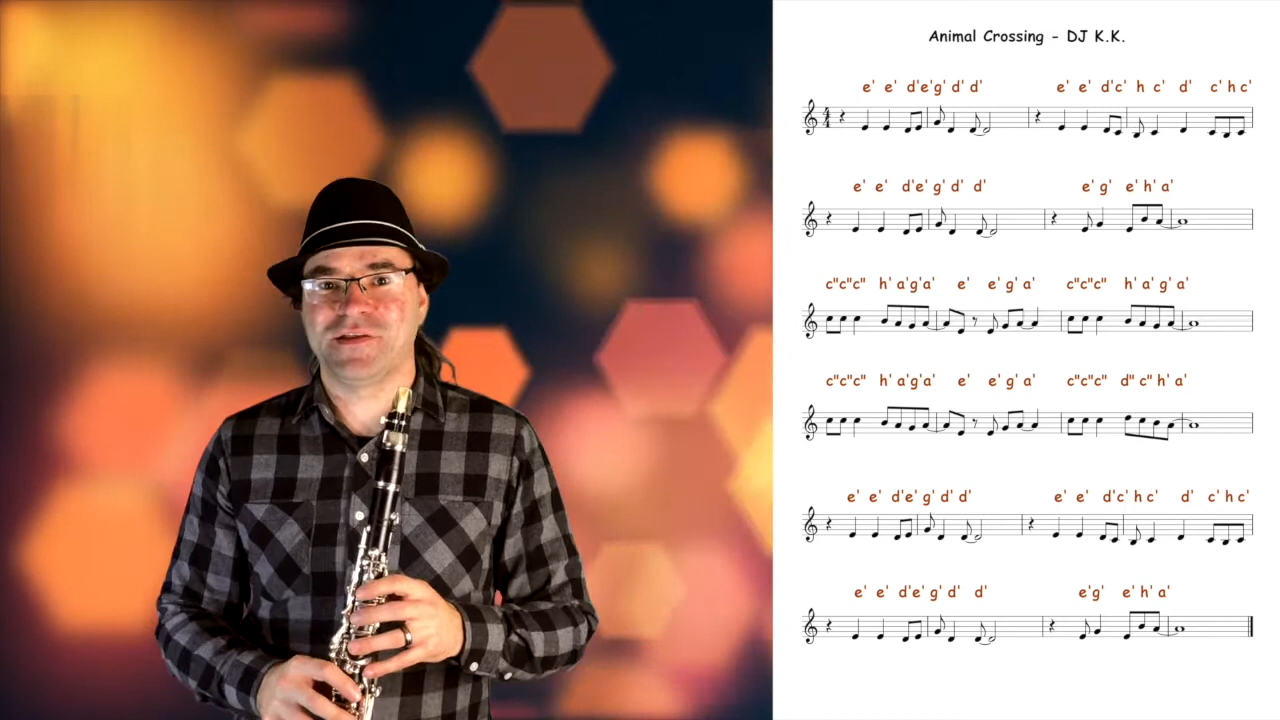 Animal Crossing - DJ K.K.
e' e' d'e'g' d' d' e' e' d'c' h c' d' c' h c'
e' e' d'e' g' d' d' e' g' e' h' a'
c"c"c" h' a'g'a' e' e' g' a' c"c"c" h' a' g' a'
c"c"c" h' a'g'a' e' e' g' a' c"c"c" d" c" h' a'
e' e' d'e' g' d' d' e' e' d'c' h c' d' c' h c'
e' e' d'e' g' d' d' e'g' e' h' a'